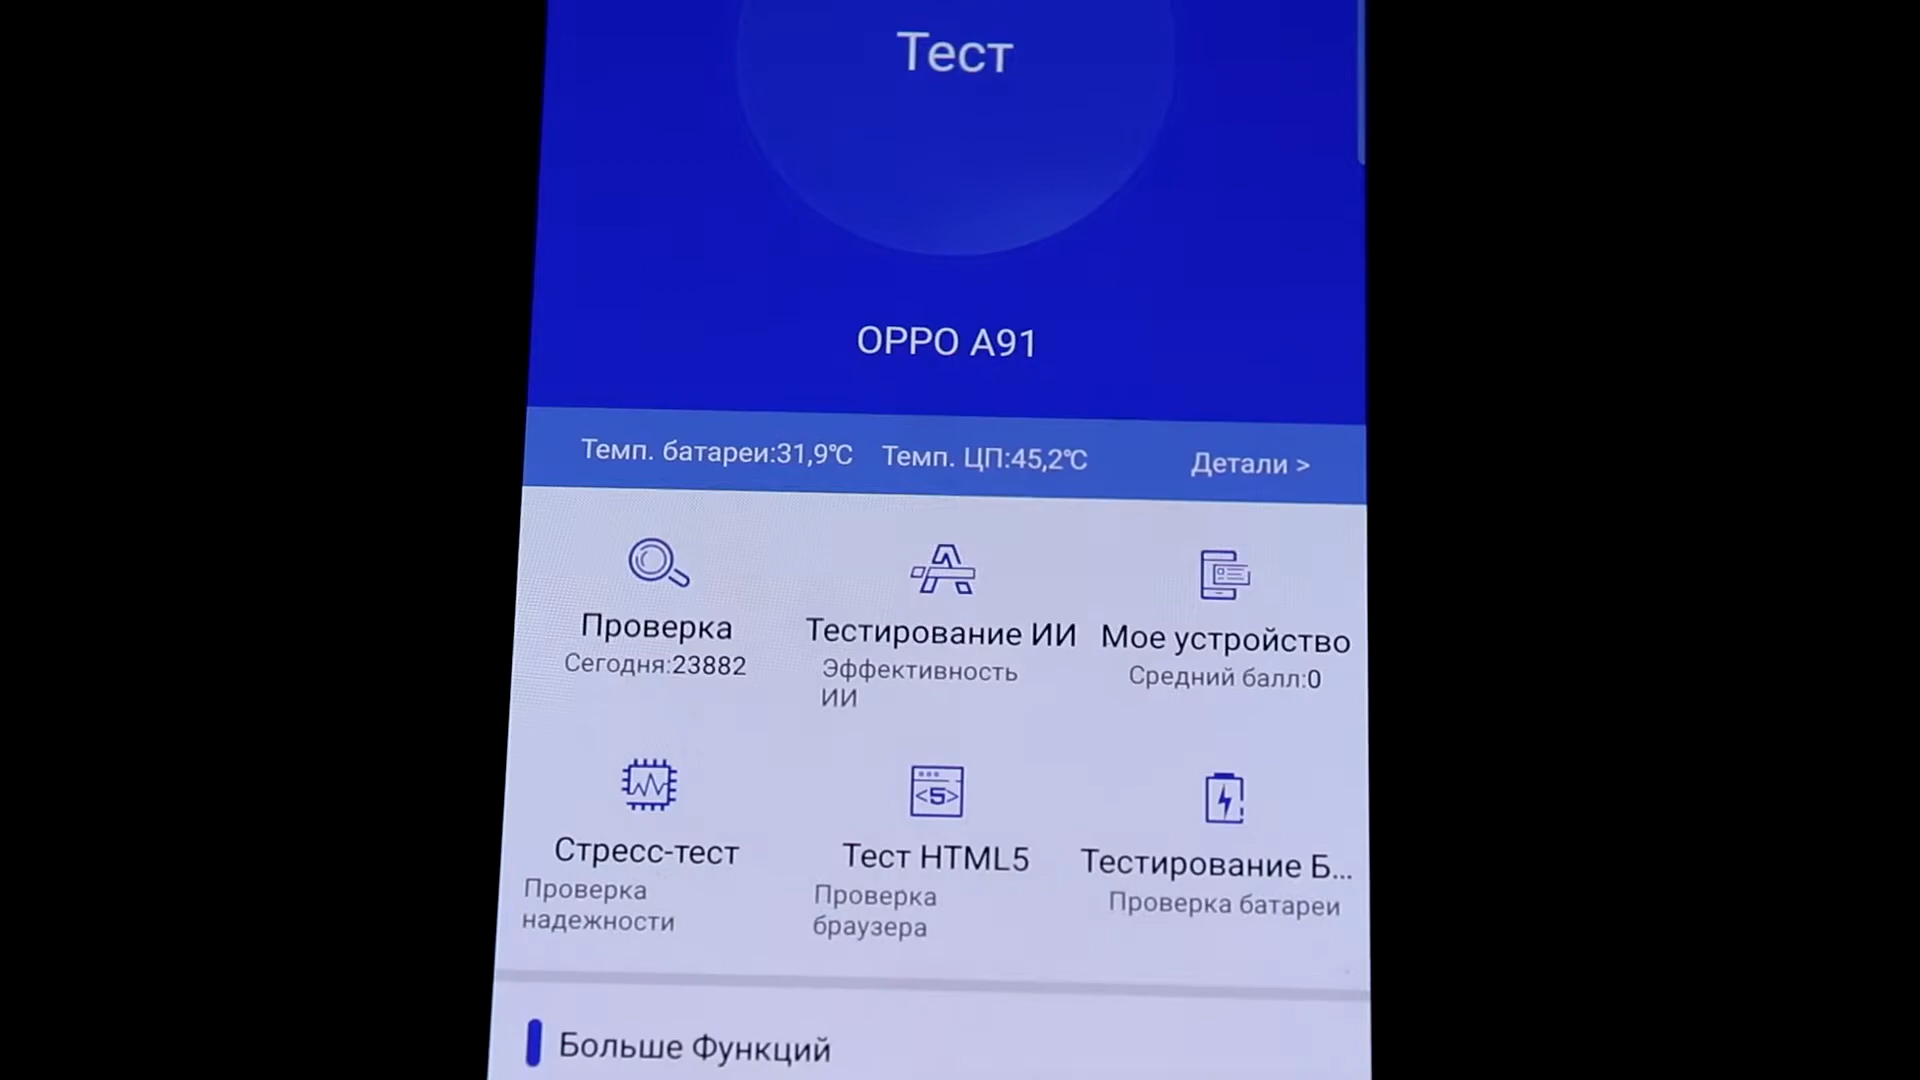 Тест
OPPO A91
Темп. батареи:31,9℃ Темп. ЦП:45,2℃ Детали >
Проверка
Сегодня:23882
Тестирование ИИ
Эффективность
ИИ
Мое устройство
Средний балл:0
Стресс-тест
Проверка
надежности
<5>
Тест HTML5
Проверка
браузера
Тестирование Б...
Проверка батареи
Больше Функций